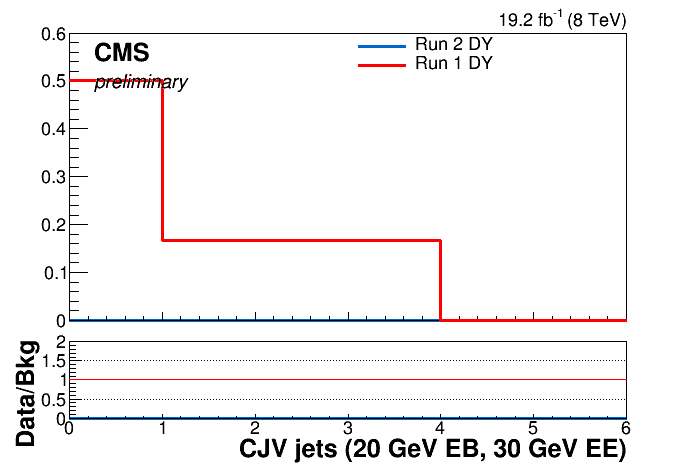 19.2 fb-1 (8 TeV)
CMS
preliminary
Run 2 DY
Run 1 DY
0.6
0.5
0.4
0.3
0.2
0.1
0
Data/Bkg
2
1.5
1
0.5
0
0 1 2 3 4 5 6
CJV jets (20 GeV EB, 30 GeV EE)